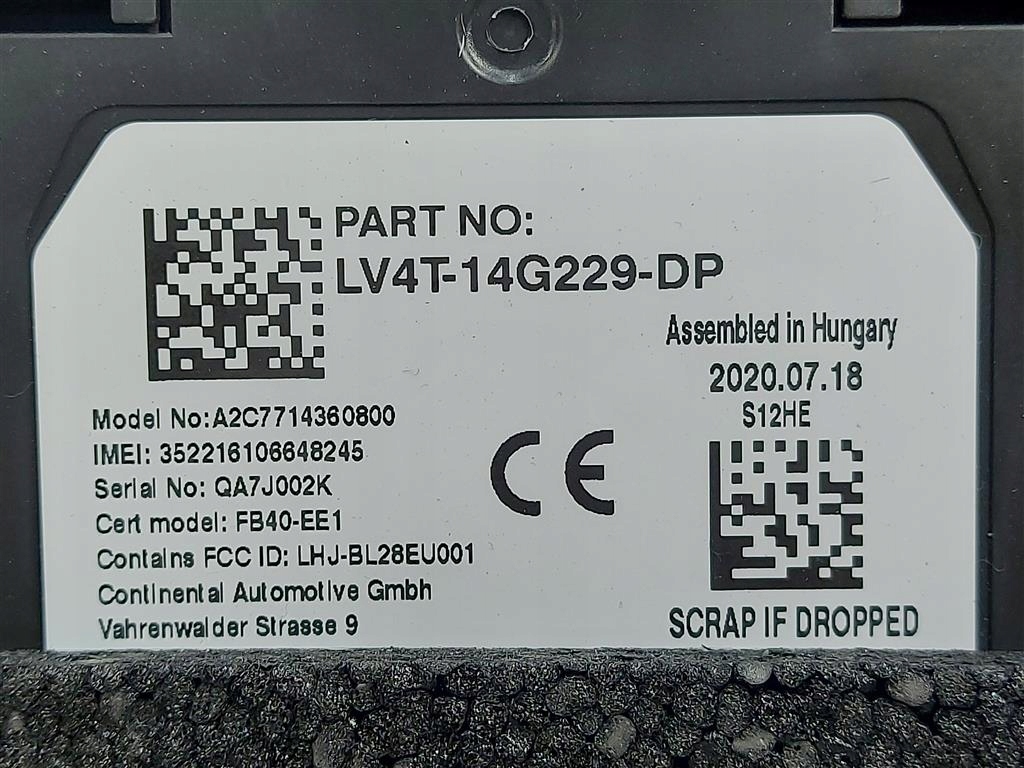 PART NO:
LV4T-14G229-DP
Assembled in Hungary
2020.07.18
S12HE
Model No:A2C7714360800
IMEI: 352216106648245
Serial No: QA7J002K
Cert model: FB40-EE1
Contains FCC ID: LHJ-BL28EU001
Continental Automotive Gmbh
Vahrenwalder Strasse 9
CE
SCRAP IF DROPPED